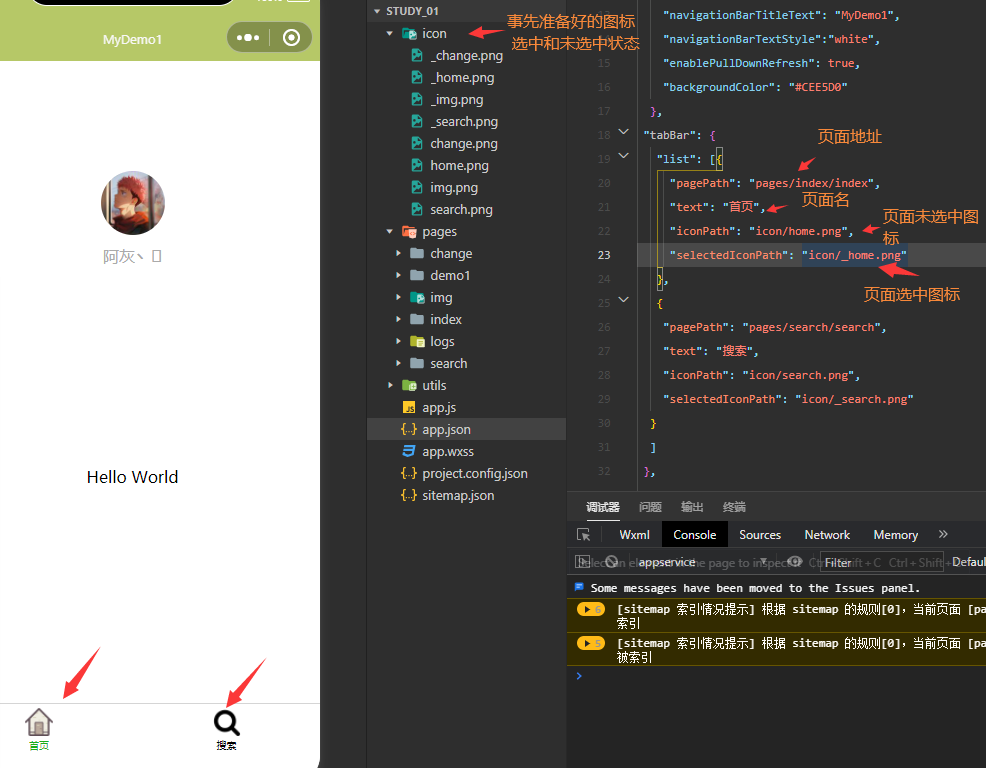 MyDemo1
阿灰丶
Hello World
首页
搜索
STUDY_01
icon
事先准备好的图标
选中和未选中状态
_change.png
_home.png
_img.png
_search.png
change.png
home.png
img.png
search.png
pages
change
demo1
img
index
logs
search
utils
app.js
app.json
app.wxss
project.config.json
sitemap.json
"navigationBarTitleText": "MyDemo1",
"navigationBarTextStyle":"white",
15 "enablePullDownRefresh": true,
16 "backgroundColor": "#CEE5D0"
17 },
18 "tabBar": {
页面地址
19 "list": [{
20 "pagePath": "pages/index/index",
页面名
21 "text": "首页",
页面未选中图
标
22 "iconPath": "icon/home.png",
23 "selectedIconPath": "icon/_home.png"
24 },
页面选中图标
25 {
26 "pagePath": "pages/search/search",
27 "text": "搜索",
28 "iconPath": "icon/search.png",
29 "selectedIconPath": "icon/_search.png"
30 }
31 ]
32 },
调试器 问题 输出 终端
Wxml Console Sources Network Memory »
appservice Filter Defaul
Some messages have been moved to the Issues panel.
6 [sitemap 索引情况提示] 根据 sitemap 的规则[0]，当前页面 [pa
索引
5 [sitemap 索引情况提示] 根据 sitemap 的规则[0]，当前页面 [pa
被索引